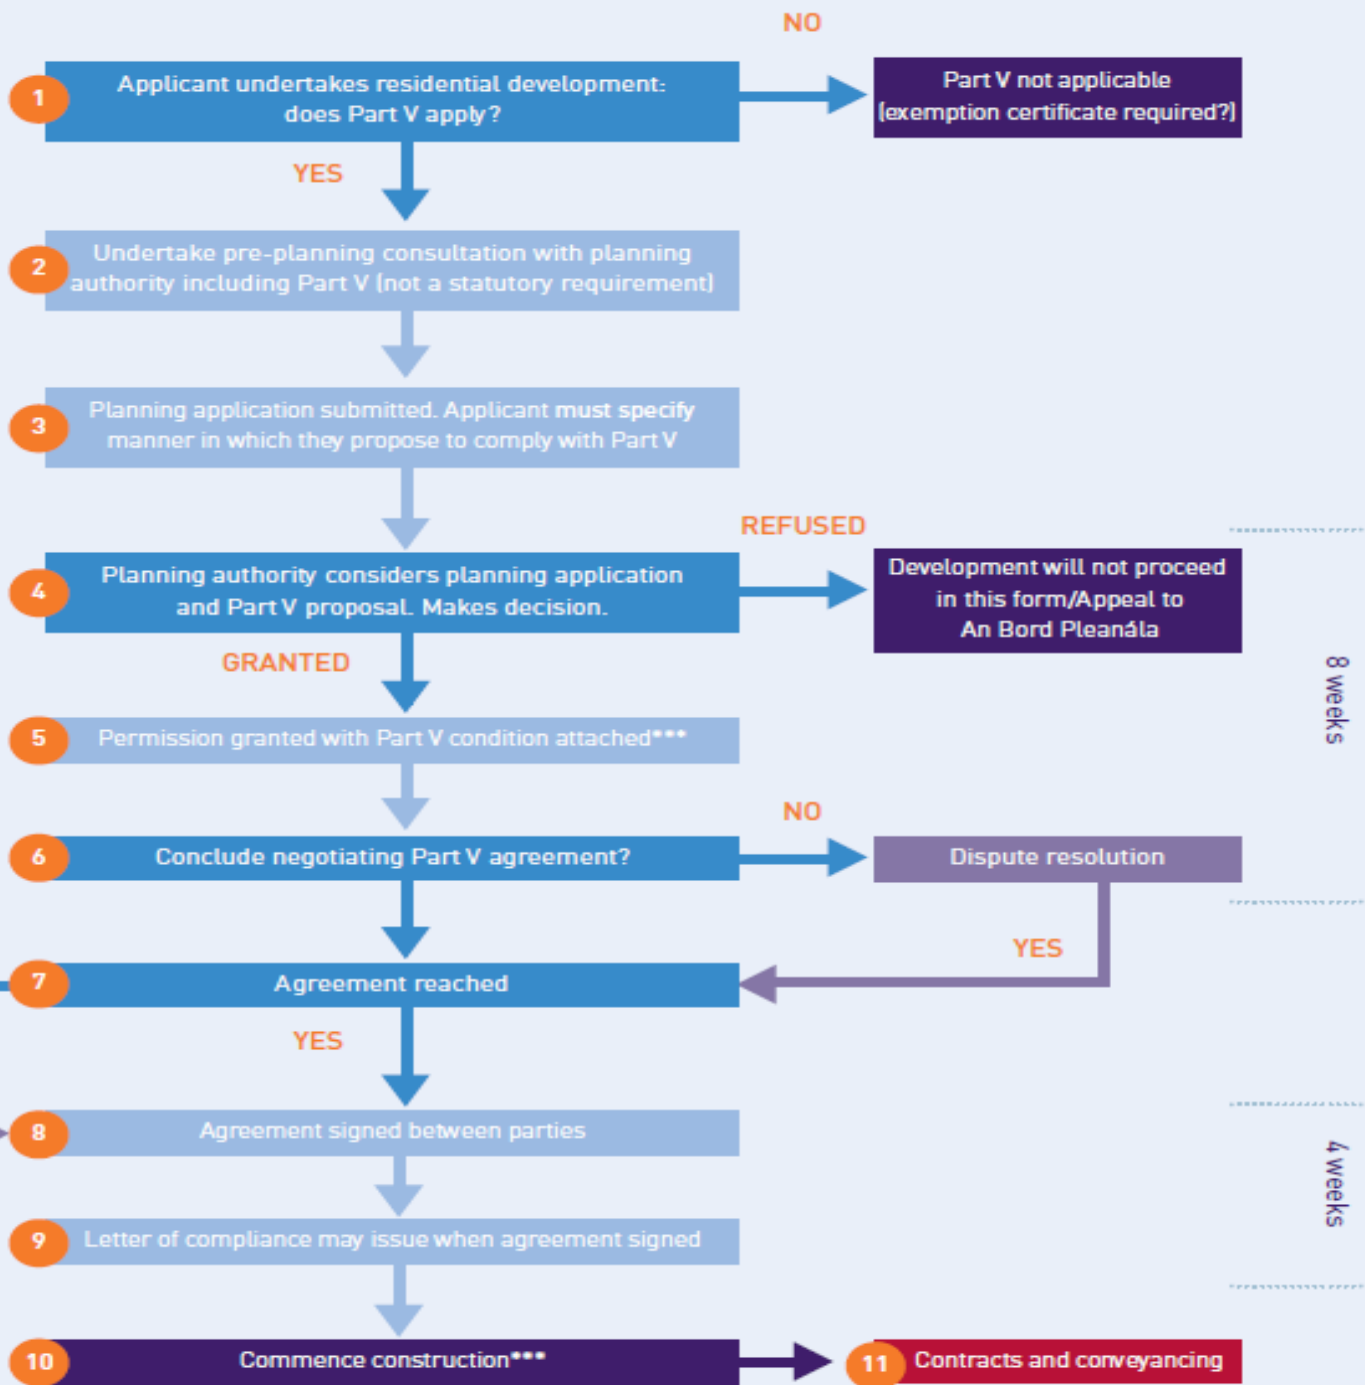 NO
1
Applicant undertakes residential development:
does Part V apply?
Part V not applicable
(exemption certificate required?)
YES
2
Undertake pre-planning consultation with planning
authority including Part V (not a statutory requirement)
3
Planning application submitted. Applicant must specify
manner in which they propose to comply with Part V
REFUSED
4
Planning authority considers planning application
and Part V proposal. Makes decision.
Development will not proceed
in this form/Appeal to
An Bord Pleanála
GRANTED
8 weeks
5
Permission granted with Part V condition attached***
NO
6
Conclude negotiating Part V agreement?
Dispute resolution
YES
7
Agreement reached
YES
8
Agreement signed between parties
4 weeks
9
Letter of compliance may issue when agreement signed
10
Commence construction***
11
Contracts and conveyancing